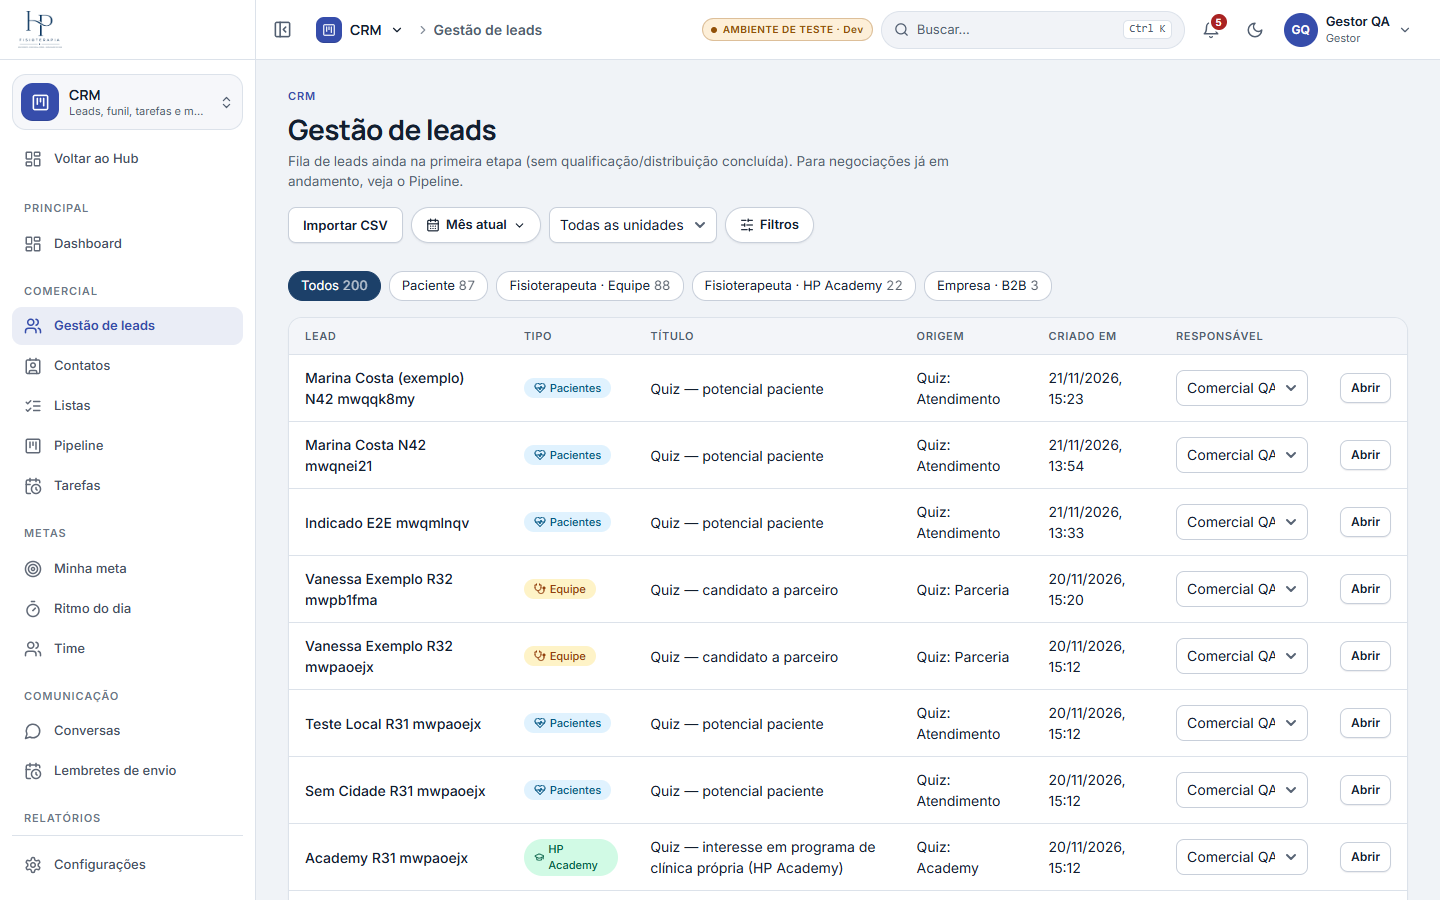 hp
FISIOTERAPIA
CRM
Gestão de leads
AMBIENTE DE TESTE · Dev
Buscar...
Ctrl K
5
GQ
Gestor QA
Gestor
CRM
Leads, funil, tarefas e m...
Voltar ao Hub
PRINCIPAL
Dashboard
COMERCIAL
Gestão de leads
Contatos
Listas
Pipeline
Tarefas
METAS
Minha meta
Ritmo do dia
Time
COMUNICAÇÃO
Conversas
Lembretes de envio
RELATÓRIOS
Configurações
CRM
Gestão de leads
Fila de leads ainda na primeira etapa (sem qualificação/distribuição concluída). Para negociações já em
andamento, veja o Pipeline.
Importar CSV
Mês atual
Todas as unidades
Filtros
Todos 200
Paciente 87
Fisioterapeuta · Equipe 88
Fisioterapeuta · HP Academy 22
Empresa · B2B 3
LEAD TIPO TÍTULO ORIGEM CRIADO EM RESPONSÁVEL
Marina Costa (exemplo)
N42 mwqqk8my
Pacientes
Quiz — potencial paciente
Quiz:
Atendimento
21/11/2026,
15:23
Comercial QA
Abrir
Marina Costa N42
mwqnei21
Pacientes
Quiz — potencial paciente
Quiz:
Atendimento
21/11/2026,
13:54
Comercial QA
Abrir
Indicado E2E mwqmlnqv
Pacientes
Quiz — potencial paciente
Quiz:
Atendimento
21/11/2026,
13:33
Comercial QA
Abrir
Vanessa Exemplo R32
mwpb1fma
Equipe
Quiz — candidato a parceiro
Quiz: Parceria
20/11/2026,
15:20
Comercial QA
Abrir
Vanessa Exemplo R32
mwpaoejx
Equipe
Quiz — candidato a parceiro
Quiz: Parceria
20/11/2026,
15:12
Comercial QA
Abrir
Teste Local R31 mwpaoejx
Pacientes
Quiz — potencial paciente
Quiz:
Atendimento
20/11/2026,
15:12
Comercial QA
Abrir
Sem Cidade R31 mwpaoejx
Pacientes
Quiz — potencial paciente
Quiz:
Atendimento
20/11/2026,
15:12
Comercial QA
Abrir
Academy R31 mwpaoejx
HP
Academy
Quiz — interesse em programa de
clínica própria (HP Academy)
Quiz:
Academy
20/11/2026,
15:12
Comercial QA
Abrir